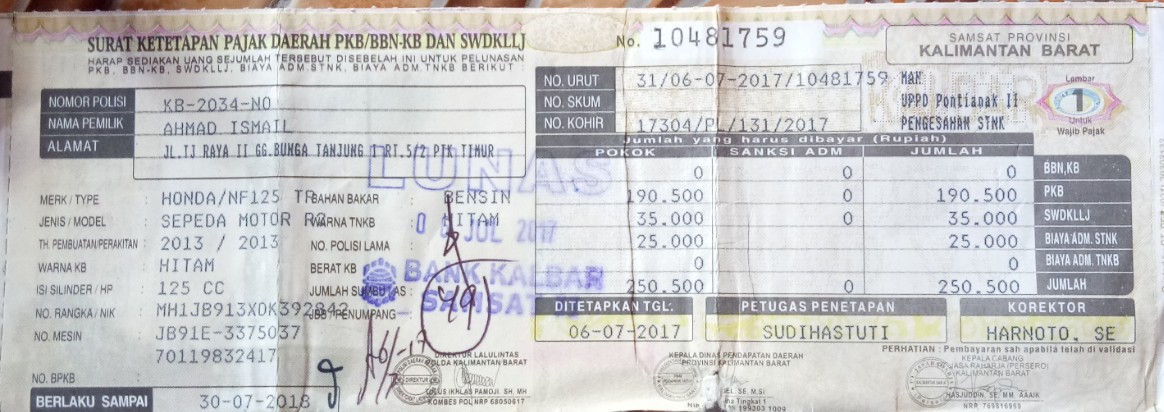 SURAT KETETAPAN PAJAK DAERAH PKB/BBN-KB DAN SWDKLLJ
HARAP SEDIAKAN UANG SEJUMLAH TERSEBUT DISEBELAH INI UNTUK PELUNASAN
PKB, BBN-KB, SWDKLLJ, BIAYA ADM.STNK, BIAYA ADM.TNKB BERIKUT
No. 10481759
SAMSAT PROVINSI
KALIMANTAN BARAT
NOMOR POLISI KB-2034-NO
NAMA PEMILIK AHMAD ISMAIL
ALAMAT JL.TJ RAYA II GG.BUNGA TANJUNG I RT.5/2 PTK TIMUR
NO. URUT 31/06-07-2017/10481759 MAN
NO. SKUM UPPD Pontianak II
NO. KOHIR 17304/PL/131/2017 PENGESAHAN STNK
Lembar
1
Untuk
Wajib Pajak
Jumlah yang harus dibayar (Rupiah)
POKOK SANKSI ADM JUMLAH
0 0 0 BBN,KB
190.500 0 190.500 PKB
35.000 0 35.000 SWDKLLJ
25.000 25.000 BIAYA ADM. STNK
0 0 BIAYA ADM. TNKB
250.500 0 250.500 JUMLAH
MERK / TYPE : HONDA/NF125 TR BAHAN BAKAR : BENSIN
JENIS / MODEL : SEPEDA MOTOR R2 WARNA TNKB : HITAM
TH. PEMBUATAN/PERAKITAN : 2013 / 2013 NO. POLISI LAMA :
WARNA KB : HITAM BERAT KB :
ISI SILINDER / HP : 125 CC JUMLAH SUMBU / AS :
NO. RANGKA / NIK : MH1JB913XDK392842 JBB / PENUMPANG :
NO. MESIN : JB91E-3375037
70119832417
NO. BPKB :
BERLAKU SAMPAI 30-07-2018
LUNAS
JUL 2017
BANK KALBAR
SAMSAT
49
DIREKTUR LALULINTAS
POLDA KALIMANTAN BARAT
IKHLAS PAMOJI. SH, MH
KOMBES POL NRP 68050617
DITETAPKAN TGL. PETUGAS PENETAPAN KOREKTOR
06-07-2017 SUDIHASTUTI HARNOTO, SE
PERHATIAN : Pembayaran sah apabila telah di validasi
KEPALA DINAS PENDAPATAN DAERAH
PROVINSI KALIMANTAN BARAT
SE. M.SI
Tingkat 1
KEPALA CABANG
JASA RAHARJA (PERSERO)
KALIMANTAN BARAT
HASJUDDIN, SE, MM, AAAIK